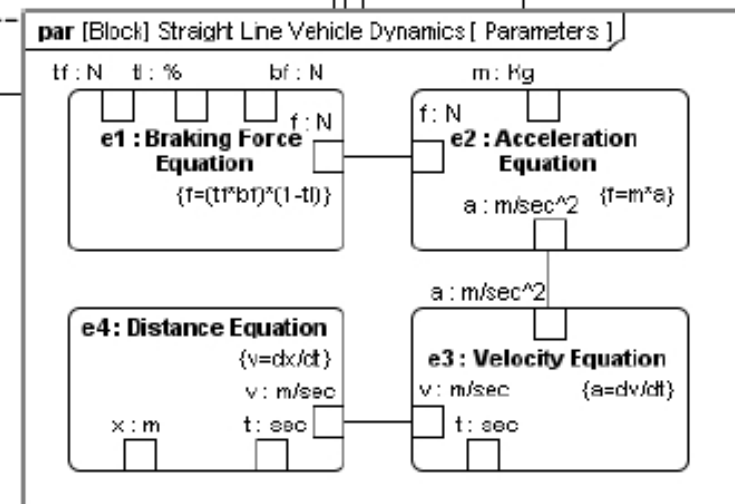 par [Block] Straight Line Vehicle Dynamics [ Parameters ]
tf : N tl : % bf : N
m : Kg
f : N
e1 : Braking Force
Equation
{f=(tf*bf)*(1-tl)}
f : N
e2 : Acceleration
Equation
{f=m*a}
a : m/sec^2
a : m/sec^2
e4 : Distance Equation
{v=dx/dt}
v : m/sec
x : m t : sec
e3 : Velocity Equation
v : m/sec {a=dv/dt}
t : sec